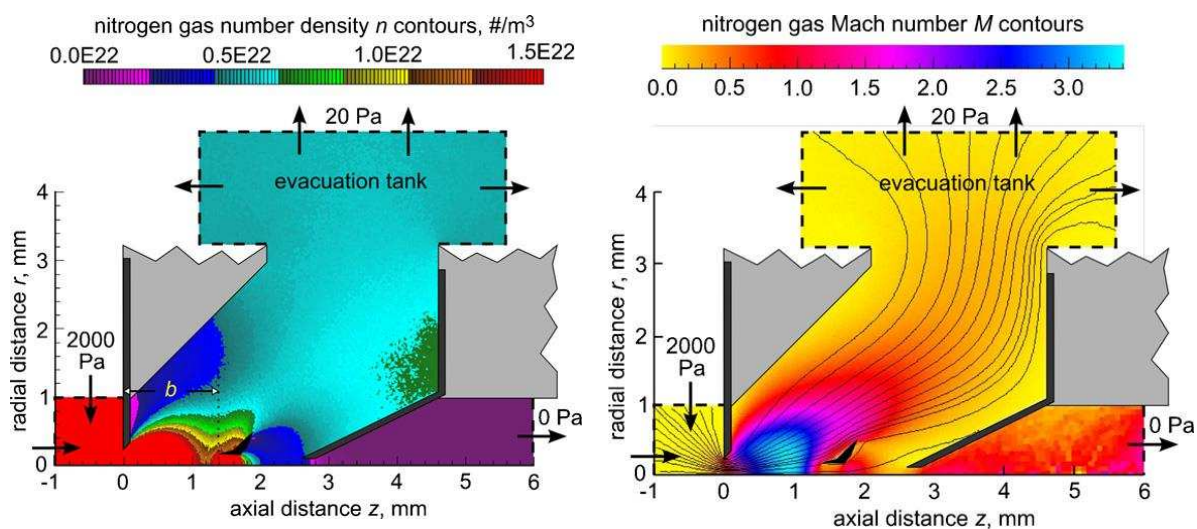 nitrogen gas number density n contours, #/m³
0.0E22 0.5E22 1.0E22 1.5E22
20 Pa
evacuation tank
radial distance r, mm
4
3
2
1
0
2000
Pa
b
0 Pa
-1 0 1 2 3 4 5 6
axial distance z, mm
nitrogen gas Mach number M contours
0.0 0.5 1.0 1.5 2.0 2.5 3.0
20 Pa
evacuation tank
radial distance r, mm
4
3
2
1
0
2000
Pa
0 Pa
-1 0 1 2 3 4 5 6
axial distance z, mm